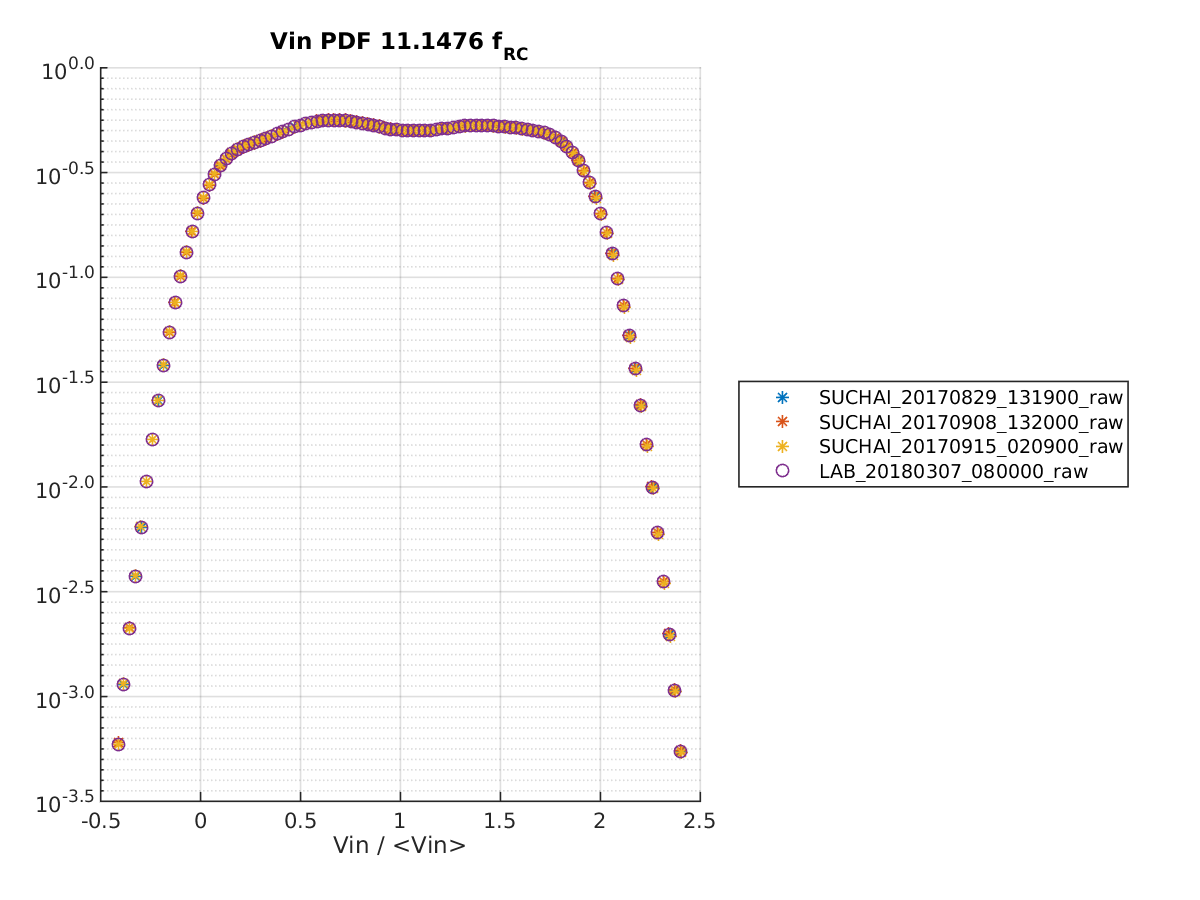 Vin PDF 11.1476 f_RC
10^0.0
10^-0.5
10^-1.0
10^-1.5
10^-2.0
10^-2.5
10^-3.0
10^-3.5
-0.5 0 0.5 1 1.5 2 2.5
Vin / <Vin>
SUCHAI_20170829_131900_raw
SUCHAI_20170908_132000_raw
SUCHAI_20170915_020900_raw
LAB_20180307_080000_raw